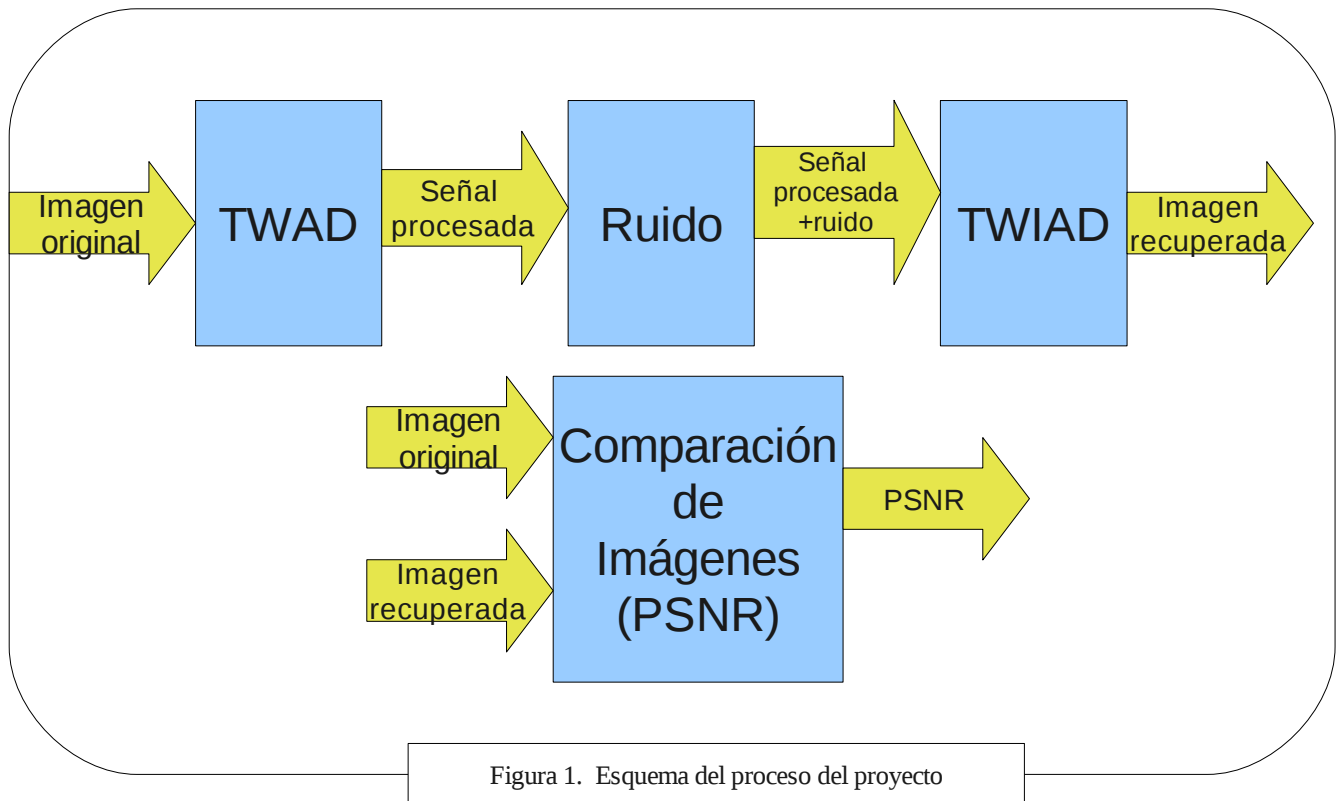 Imagen
original
TWAD
Señal
procesada
Ruido
Señal
procesada
+ruido
TWIAD
Imagen
recuperada
Imagen
original
Imagen
recuperada
Comparación
de
Imágenes
(PSNR)
PSNR
Figura 1. Esquema del proceso del proyecto